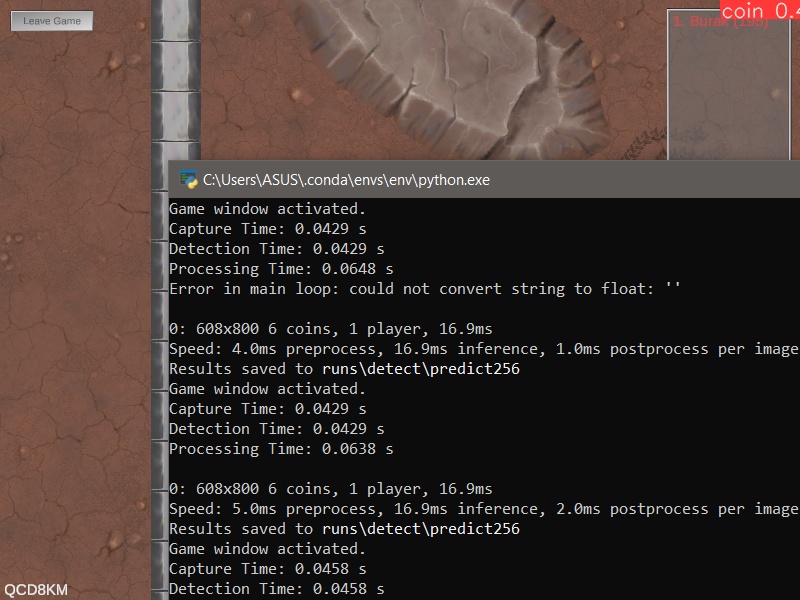 Leave Game
coin 0.4
1. Burak
C:\Users\ASUS\.conda\envs\env\python.exe
Game window activated.
Capture Time: 0.0429 s
Detection Time: 0.0429 s
Processing Time: 0.0648 s
Error in main loop: could not convert string to float: ''
0: 608x800 6 coins, 1 player, 16.9ms
Speed: 4.0ms preprocess, 16.9ms inference, 1.0ms postprocess per image
Results saved to runs\detect\predict256
Game window activated.
Capture Time: 0.0429 s
Detection Time: 0.0429 s
Processing Time: 0.0638 s
0: 608x800 6 coins, 1 player, 16.9ms
Speed: 5.0ms preprocess, 16.9ms inference, 2.0ms postprocess per image
Results saved to runs\detect\predict256
Game window activated.
Capture Time: 0.0458 s
Detection Time: 0.0458 s
QCD8KM